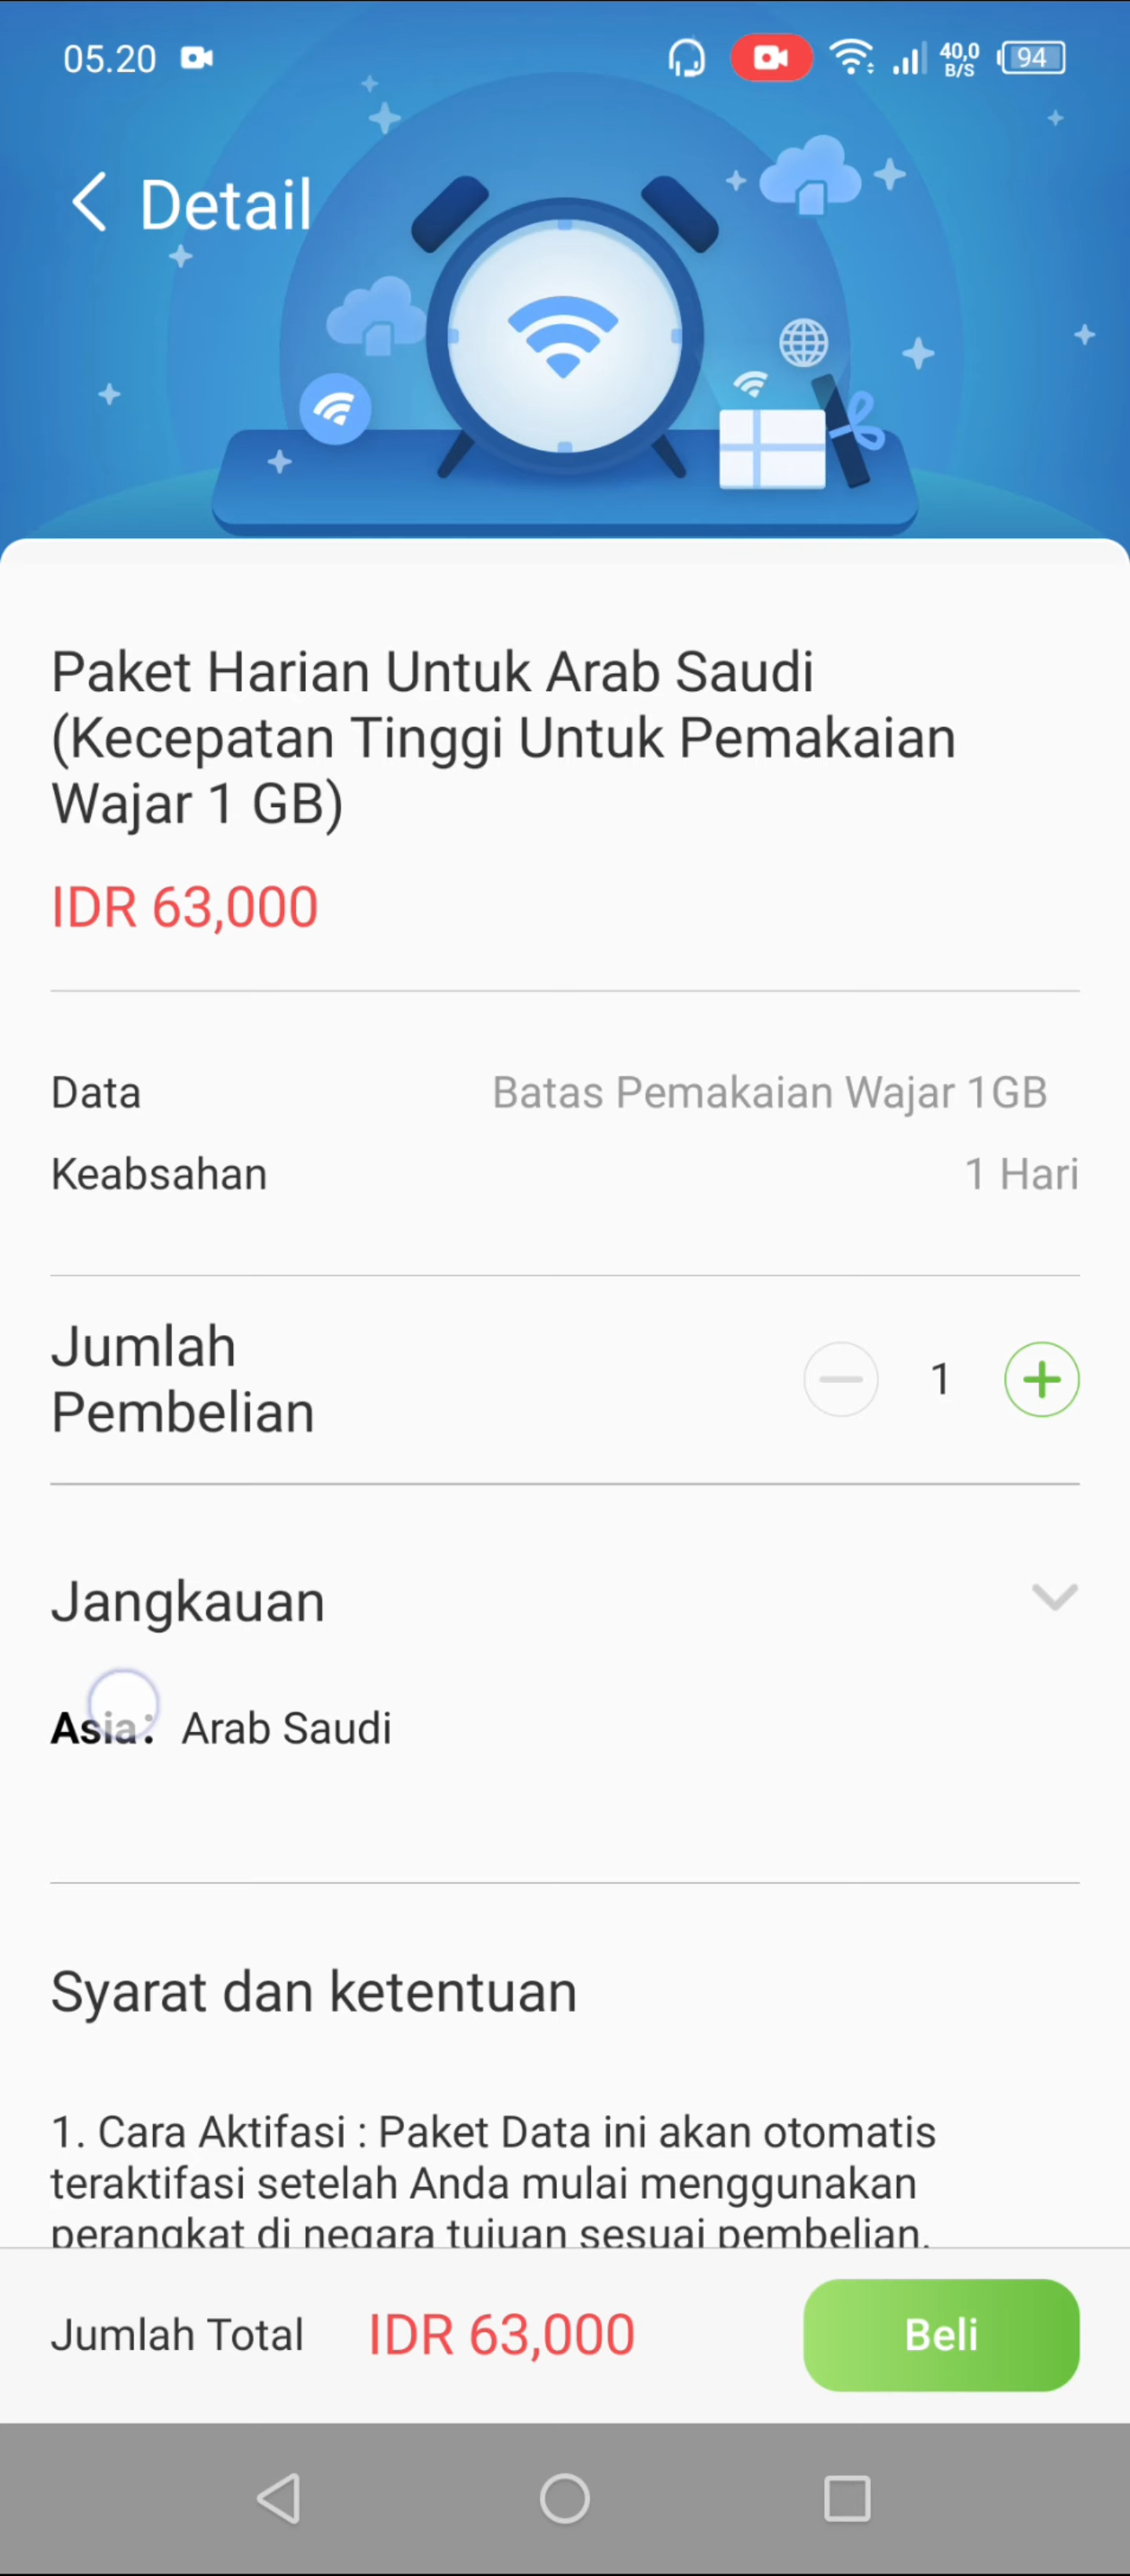 05.20
40,0
B/S
94
Detail
Paket Harian Untuk Arab Saudi
(Kecepatan Tinggi Untuk Pemakaian
Wajar 1 GB)
IDR 63,000
Data Batas Pemakaian Wajar 1GB
Keabsahan 1 Hari
Jumlah
Pembelian
1
Jangkauan
Asia: Arab Saudi
Syarat dan ketentuan
1. Cara Aktifasi : Paket Data ini akan otomatis
teraktifasi setelah Anda mulai menggunakan
perangkat di negara tujuan sesuai pembelian.
Jumlah Total IDR 63,000
Beli